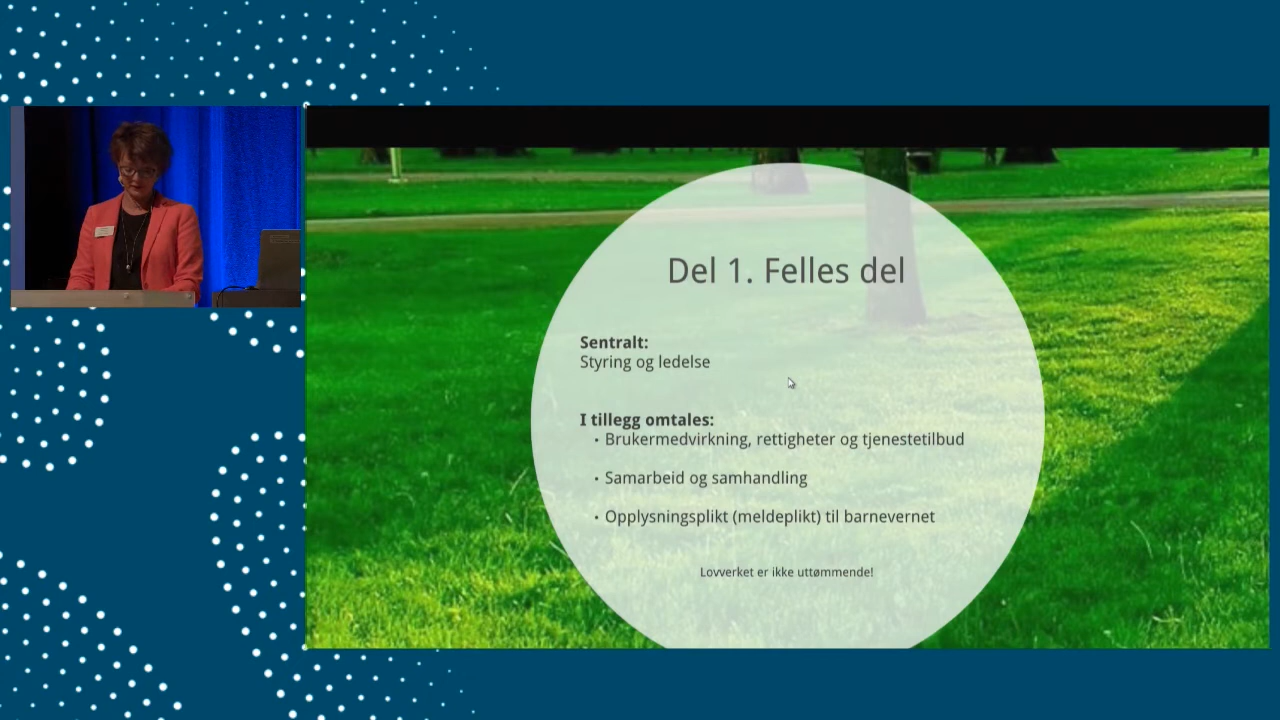 Del 1. Felles del
Sentralt:
Styring og ledelse
I tillegg omtales:
• Brukermedvirkning, rettigheter og tjenestetilbud
• Samarbeid og samhandling
• Opplysningsplikt (meldeplikt) til barnevernet
Lovverket er ikke uttømmende!